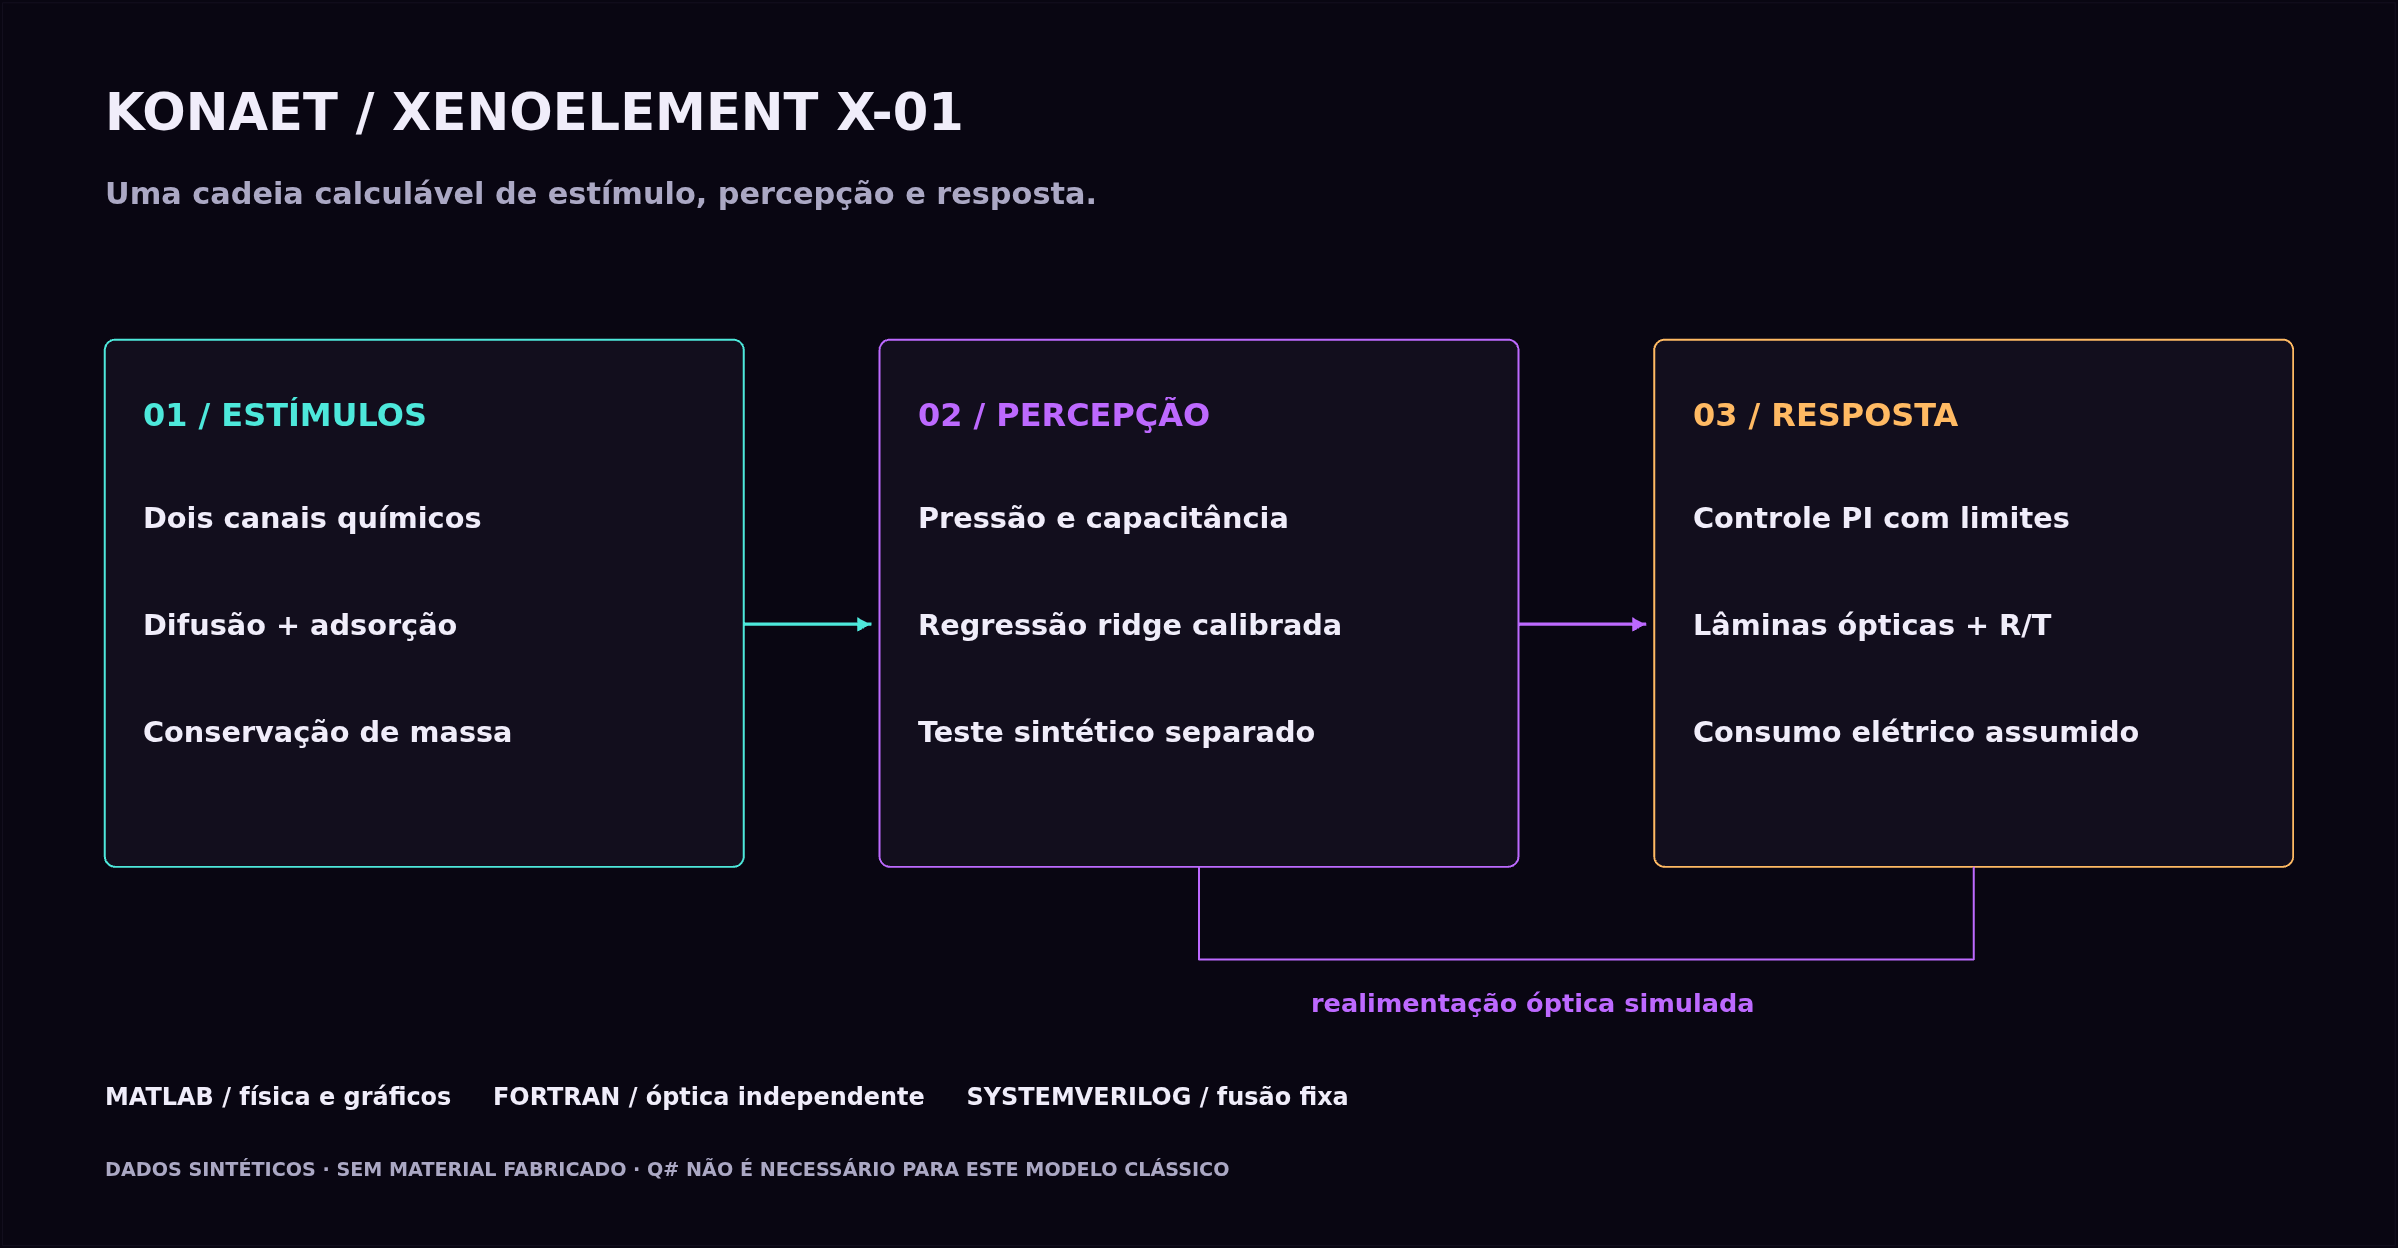 KONAET / XENOELEMENT X-01
Uma cadeia calculável de estímulo, percepção e resposta.
01 / ESTÍMULOS
Dois canais químicos
Difusão + adsorção
Conservação de massa
02 / PERCEPÇÃO
Pressão e capacitância
Regressão ridge calibrada
Teste sintético separado
03 / RESPOSTA
Controle PI com limites
Lâminas ópticas + R/T
Consumo elétrico assumido
realimentação óptica simulada
MATLAB / física e gráficos FORTRAN / óptica independente SYSTEMVERILOG / fusão fixa
DADOS SINTÉTICOS · SEM MATERIAL FABRICADO · Q# NÃO É NECESSÁRIO PARA ESTE MODELO CLÁSSICO